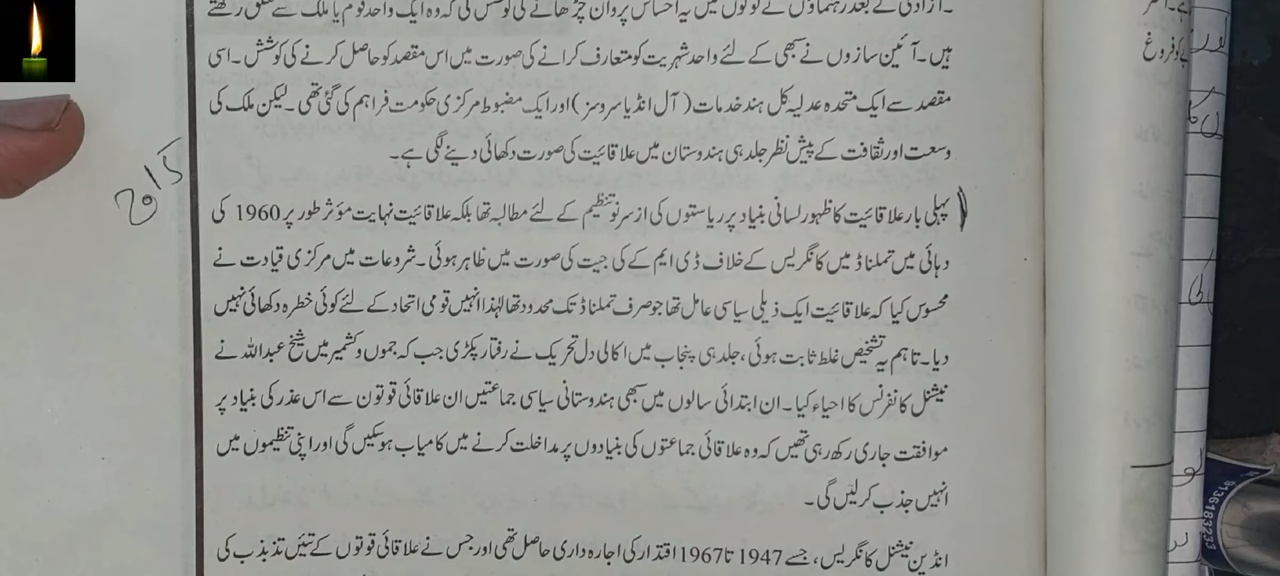 ۔ آزادی کے بعد رہنماؤں نے لوگوں میں یہ احساس پروان چڑھانے کی کوشش کی کہ وہ ایک واحد قوم یا ملک سے تعلق رکھتے
ہیں۔ آئین سازوں نے سبھی کے لئے واحد شہریت کو متعارف کرانے کی صورت میں اس مقصد کو حاصل کرنے کی کوشش۔ اسی
مقصد سے ایک متحدہ عدلیہ کل ہند خدمات (آل انڈیا سروسز) اور ایک مضبوط مرکزی حکومت فراہم کی گئی تھی۔ لیکن ملک کی
وسعت اور ثقافت کے پیش نظر جلد ہی ہندوستان میں علاقائیت کی صورت دکھائی دینے لگی ہے۔
2015
پہلی بار علاقائیت کا ظہور لسانی بنیاد پر ریاستوں کی از سر نو تنظیم کے لئے مطالبہ تھا بلکہ علاقائیت نہایت مؤثر طور پر 1960 کی
دہائی میں تملناڈ میں کانگریس کے خلاف ڈی ایم کے کی جیت کی صورت میں ظاہر ہوئی۔ شروعات میں مرکزی قیادت نے
محسوس کیا کہ علاقائیت ایک ذیلی سیاسی عامل تھا جو صرف تملناڈ تک محدود تھا لہٰذا انہیں قومی اتحاد کے لئے کوئی خطرہ دکھائی نہیں
دیا۔ تاہم یہ تشخیص غلط ثابت ہوئی، جلد ہی پنجاب میں اکالی دل تحریک نے رفتار پکڑی جب کہ جموں و کشمیر میں شیخ عبداللہ نے
نیشنل کانفرنس کا احیاء کیا۔ ان ابتدائی سالوں میں سبھی ہندوستانی سیاسی جماعتیں ان علاقائی قوتوں سے اس عذر کی بنیاد پر
موافقت جاری رکھ رہی تھیں کہ وہ علاقائی جماعتوں کی بنیادوں پر مداخلت کرنے میں کامیاب ہوسکیں گی اور اپنی تنظیموں میں
انہیں جذب کر لیں گی۔
انڈین نیشنل کانگریس، جسے 1947 تا 1967 اقتدار کی اجارہ داری حاصل تھی اور جس نے علاقائی قوتوں کے تئیں تذبذب کی
کو فروغ
9136183233